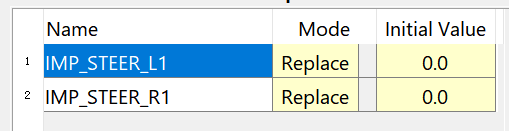 Name Mode Initial Value
1 IMP_STEER_L1 Replace 0.0
2 IMP_STEER_R1 Replace 0.0